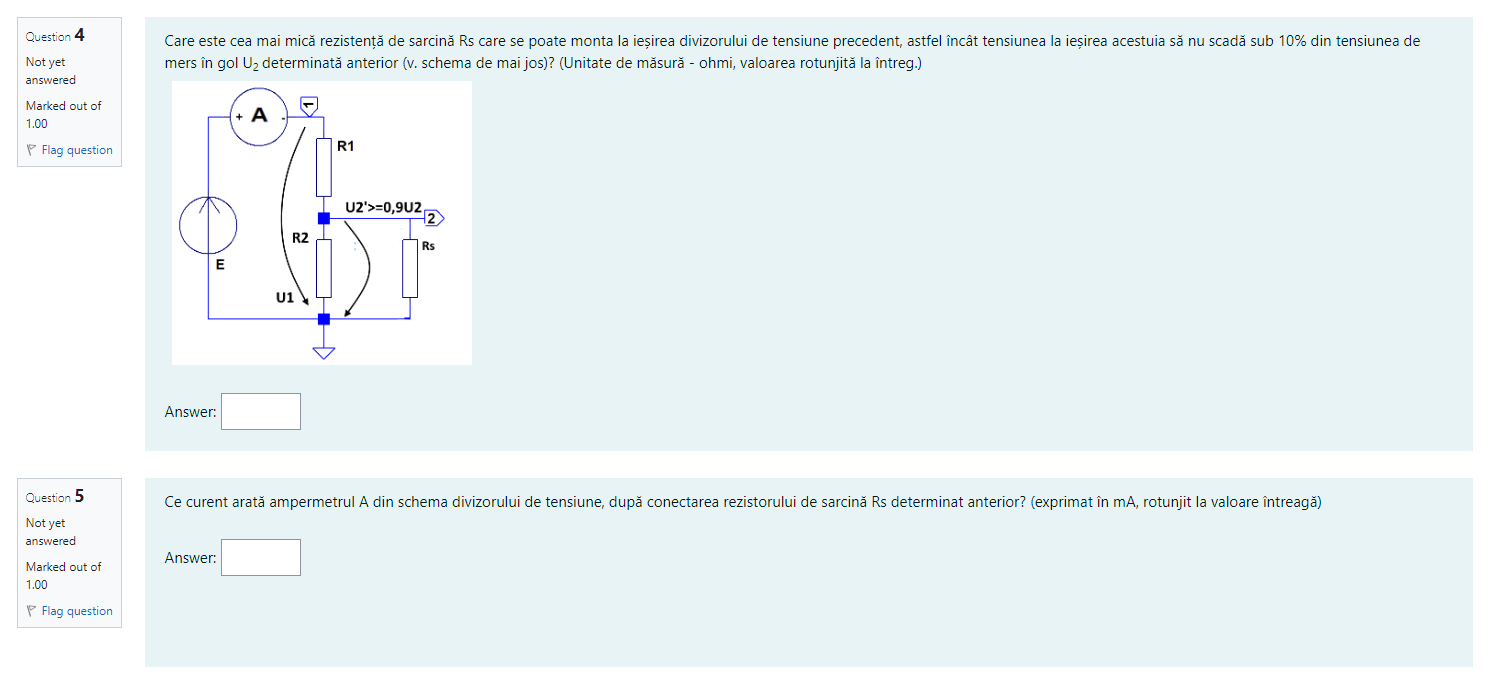 Question 4
Not yet
answered
Marked out of
1.00
Flag question
Care este cea mai mică rezistență de sarcină Rs care se poate monta la ieșirea divizorului de tensiune precedent, astfel încât tensiunea la ieșirea acestuia să nu scadă sub 10% din tensiunea de
mers în gol U₂ determinată anterior (v. schema de mai jos)? (Unitate de măsură - ohmi, valoarea rotunjită la întreg.)
+ A -
1
R1
U2'>=0,9U2
2
R2
Rs
E
U1
Answer:
Question 5
Not yet
answered
Marked out of
1.00
Flag question
Ce curent arată ampermetrul A din schema divizorului de tensiune, după conectarea rezistorului de sarcină Rs determinat anterior? (exprimat în mA, rotunjit la valoare întreagă)
Answer: